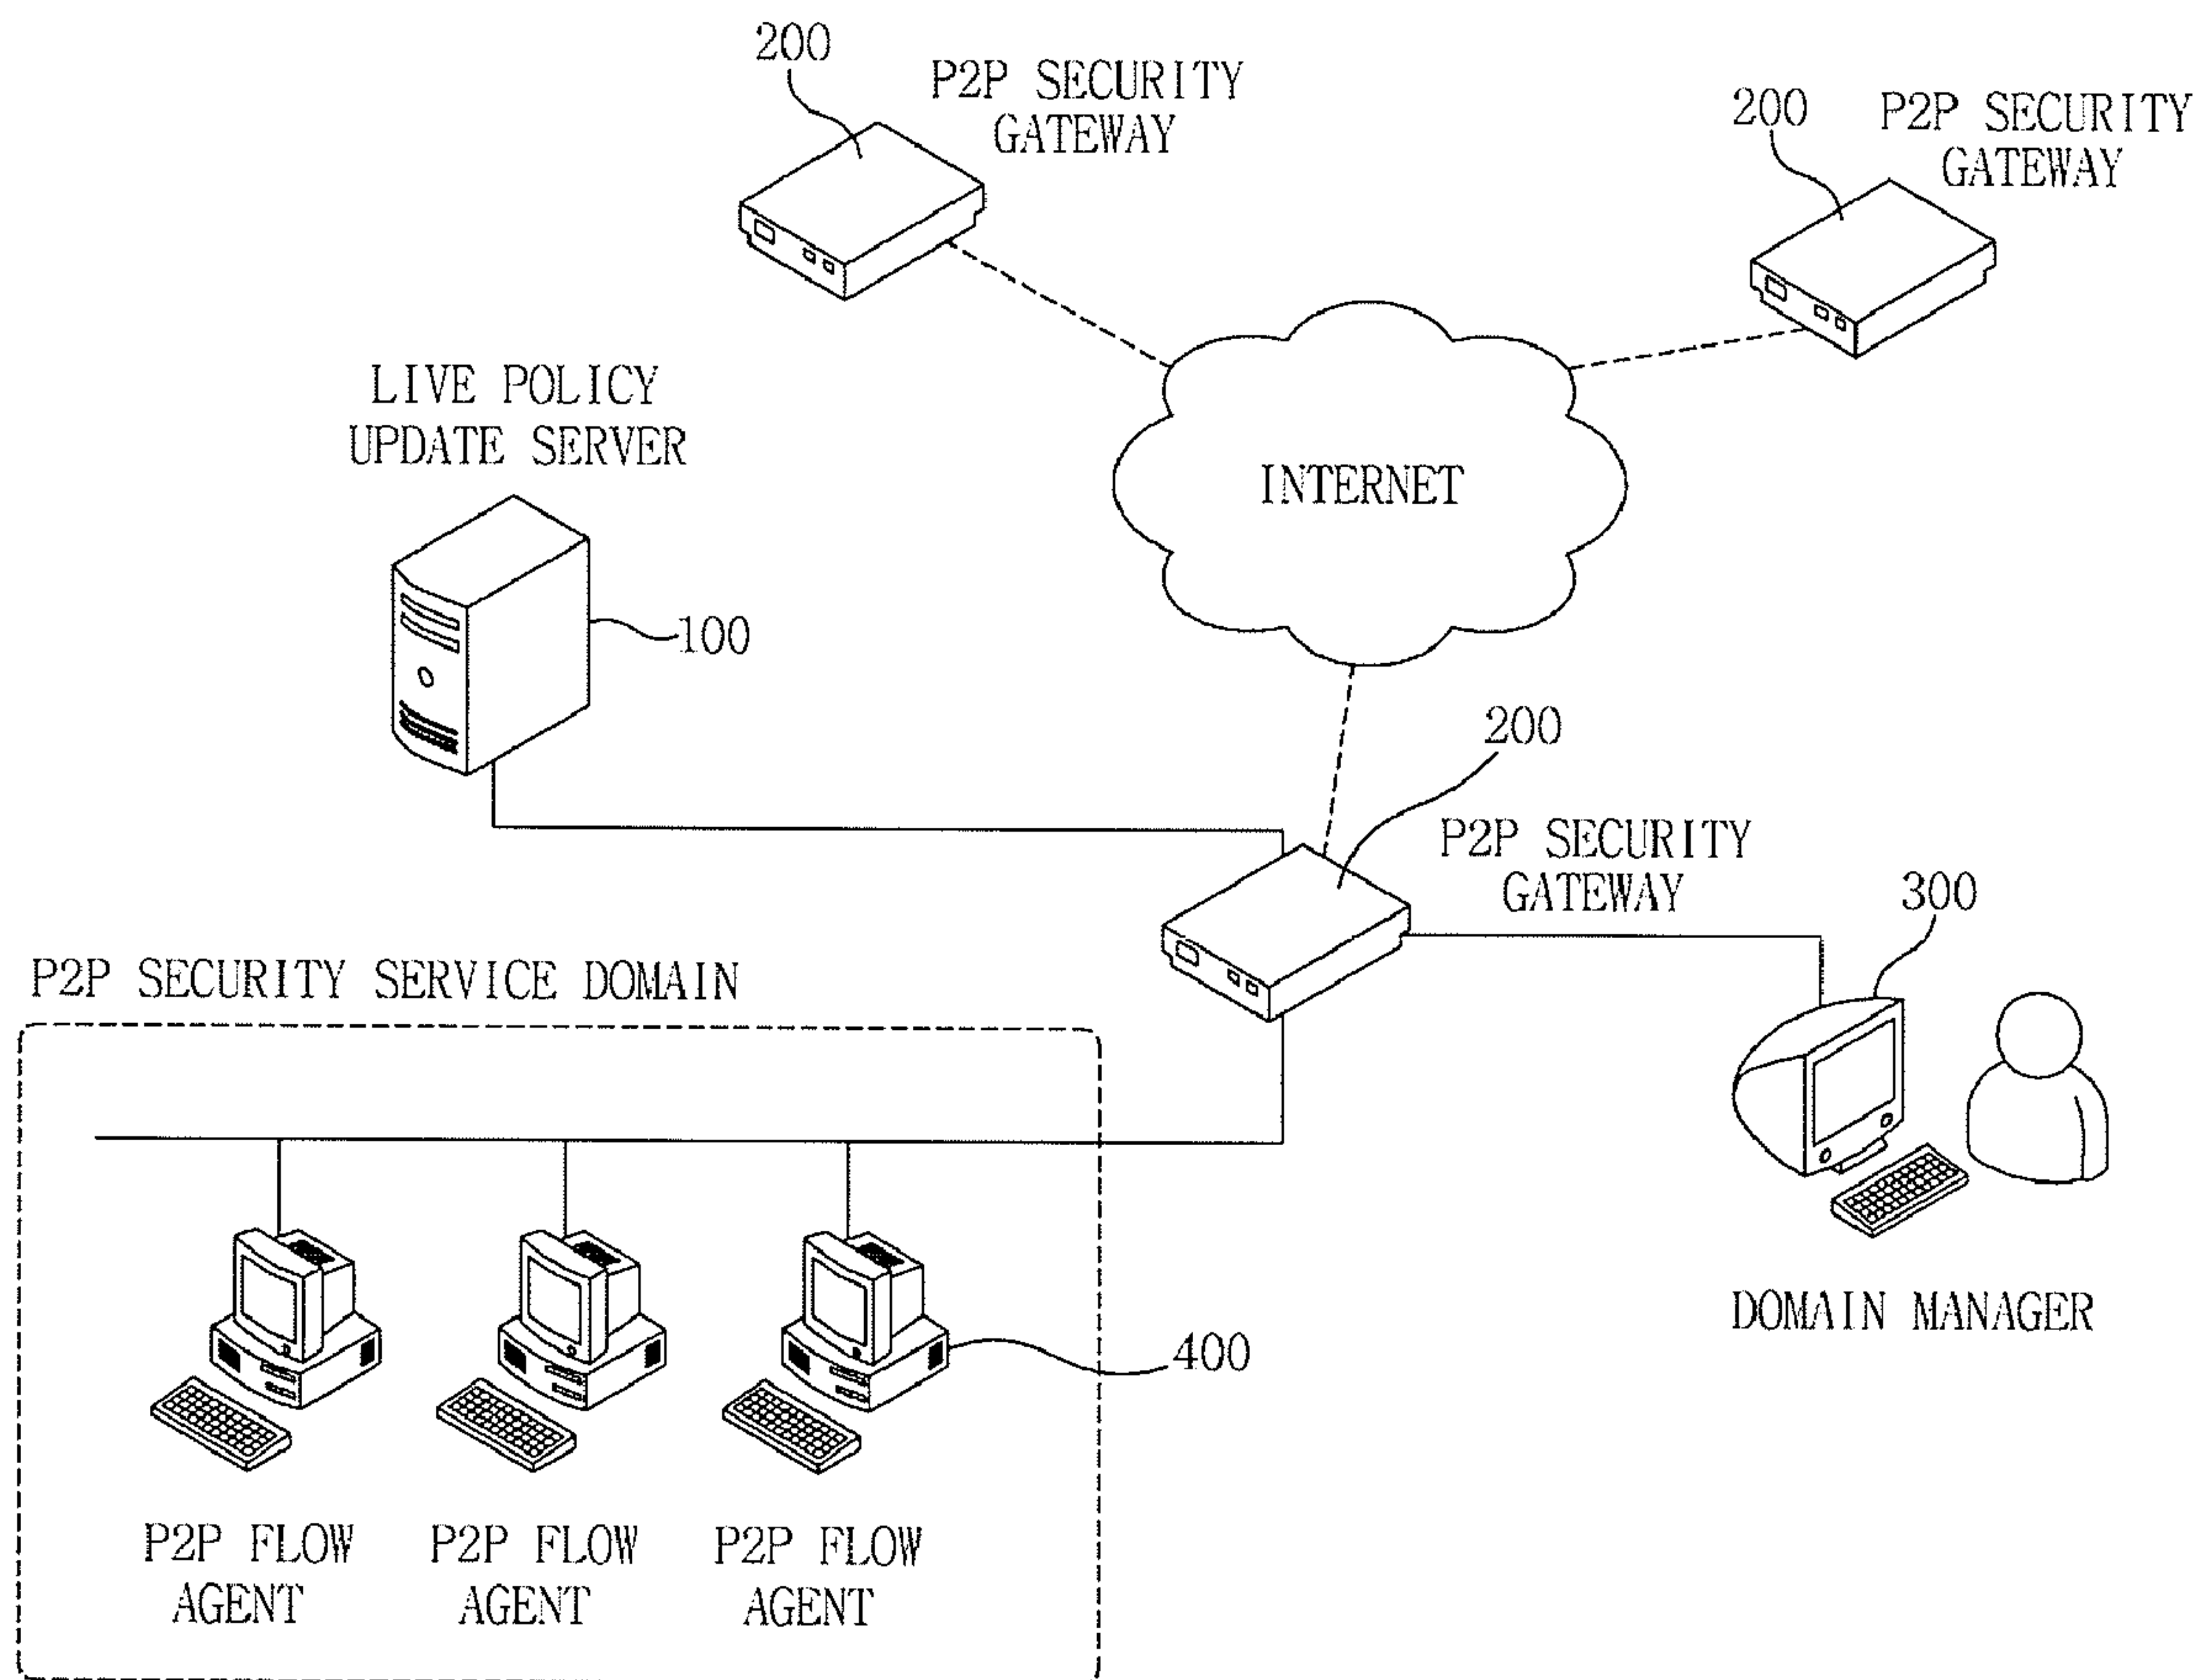 200
P2P SECURITY
GATEWAY
200
P2P SECURITY
GATEWAY
LIVE POLICY
UPDATE SERVER
INTERNET
100
200
P2P SECURITY
GATEWAY
300
P2P SECURITY SERVICE DOMAIN
DOMAIN MANAGER
400
P2P FLOW
AGENT
P2P FLOW
AGENT
P2P FLOW
AGENT